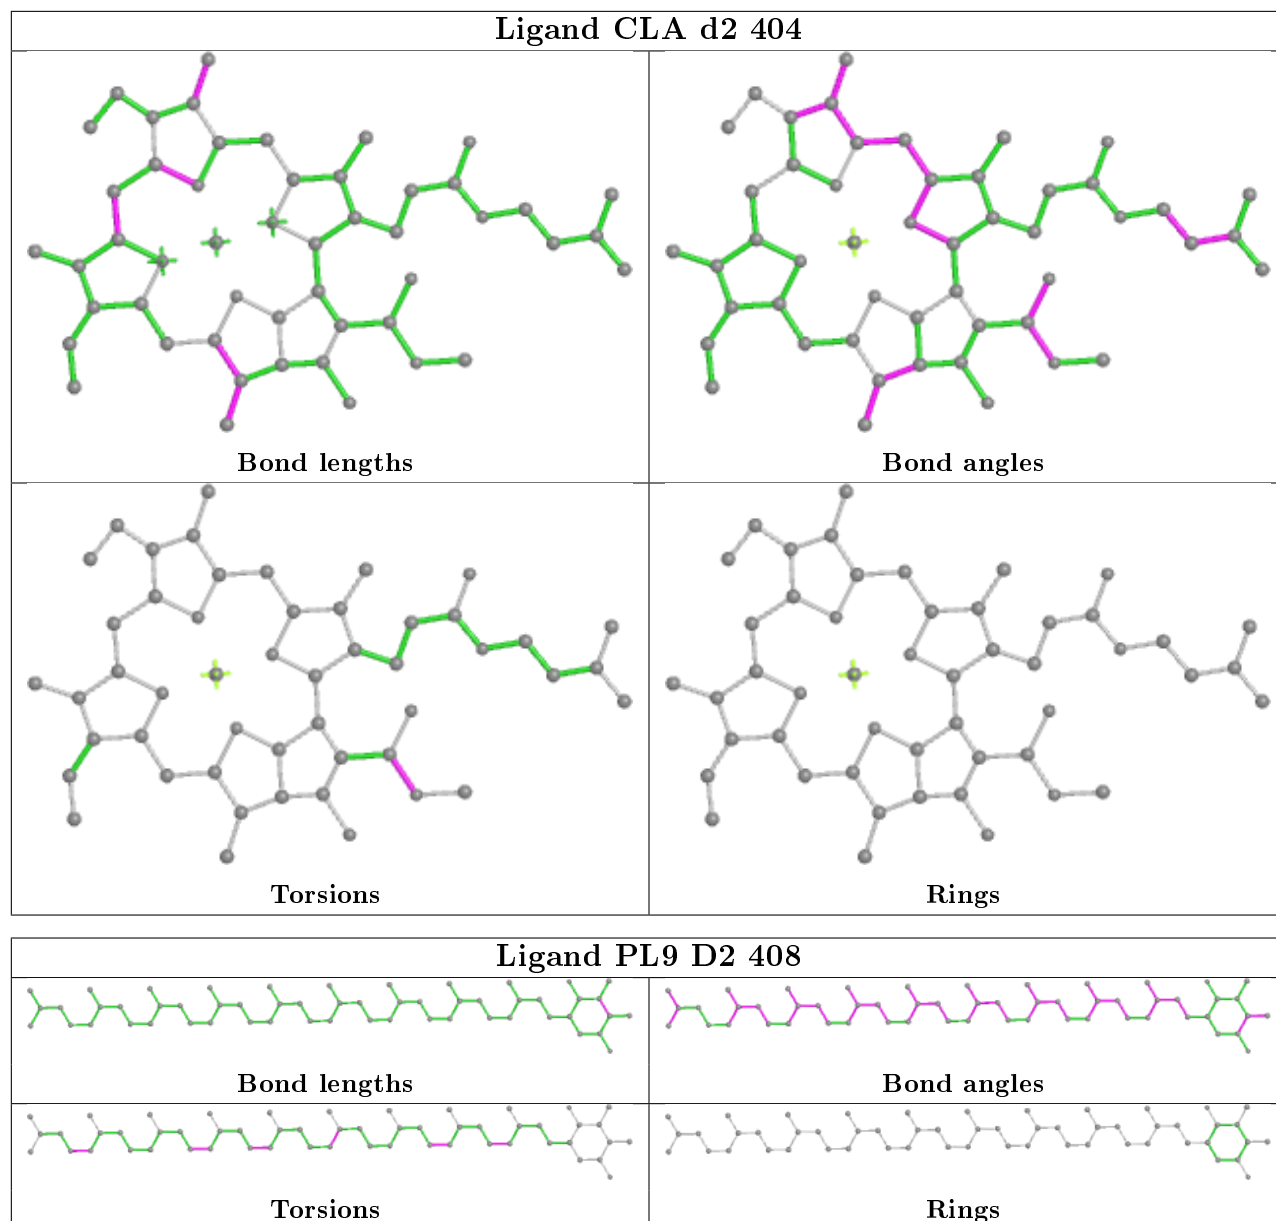 Ligand CLA d2 404
Bond lengths
Bond angles
Torsions
Rings
Ligand PL9 D2 408
Bond lengths
Bond angles
Torsions
Rings